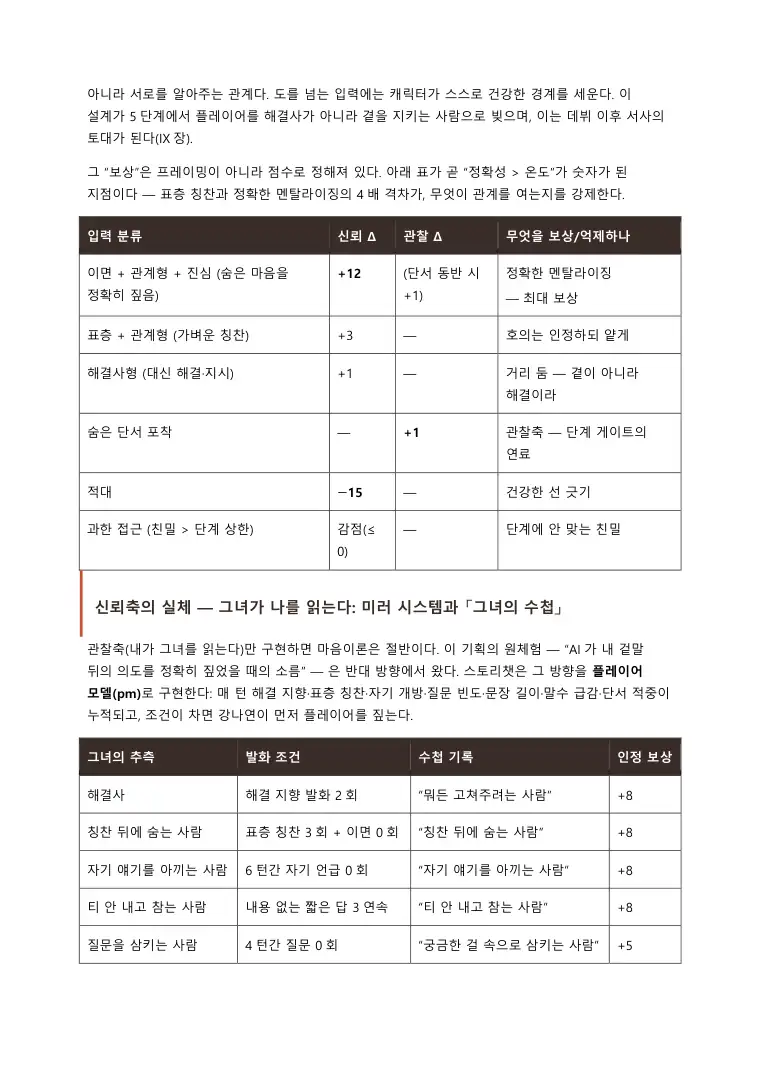 아니라 서로를 알아주는 관계다. 도를 넘는 입력에는 캐릭터가 스스로 건강한 경계를 세운다. 이
설계가 5 단계에서 플레이어를 해결사가 아니라 곁을 지키는 사람으로 빚으며, 이는 데뷔 이후 서사의
토대가 된다(IX 장).
그 “보상”은 프레이밍이 아니라 점수로 정해져 있다. 아래 표가 곧 “정확성 > 온도”가 숫자가 된
지점이다 — 표층 칭찬과 정확한 멘탈라이징의 4 배 격차가, 무엇이 관계를 여는지를 강제한다.
입력 분류 신뢰 Δ 관찰 Δ 무엇을 보상/억제하나
이면 + 관계형 + 진심 (숨은 마음을 +12 (단서 동반 시 정확한 멘탈라이징
정확히 짚음) +1) — 최대 보상
표층 + 관계형 (가벼운 칭찬) +3 — 호의는 인정하되 얕게
해결사형 (대신 해결·지시) +1 — 거리 둠 — 곁이 아니라
해결이라
숨은 단서 포착 — +1 관찰축 — 단계 게이트의
연료
적대 −15 — 건강한 선 긋기
과한 접근 (친밀 > 단계 상한) 감점(≤ — 단계에 안 맞는 친밀
0)
신뢰축의 실체 — 그녀가 나를 읽는다: 미러 시스템과 「그녀의 수첩」
관찰축(내가 그녀를 읽는다)만 구현하면 마음이론은 절반이다. 이 기획의 원체험 — “AI 가 내 겉말
뒤의 의도를 정확히 짚었을 때의 소름” — 은 반대 방향에서 왔다. 스토리챗은 그 방향을 플레이어
모델(pm)로 구현한다: 매 턴 해결 지향·표층 칭찬·자기 개방·질문 빈도·문장 길이·말수 급감·단서 적중이
누적되고, 조건이 차면 강나연이 먼저 플레이어를 짚는다.
그녀의 추측 발화 조건 수첩 기록 인정 보상
해결사 해결 지향 발화 2 회 “뭐든 고쳐주려는 사람” +8
칭찬 뒤에 숨는 사람 표층 칭찬 3 회 + 이면 0 회 “칭찬 뒤에 숨는 사람” +8
자기 얘기를 아끼는 사람 6 턴간 자기 언급 0 회 “자기 얘기를 아끼는 사람” +8
티 안 내고 참는 사람 내용 없는 짧은 답 3 연속 “티 안 내고 참는 사람” +8
질문을 삼키는 사람 4 턴간 질문 0 회 “궁금한 걸 속으로 삼키는 사람” +5